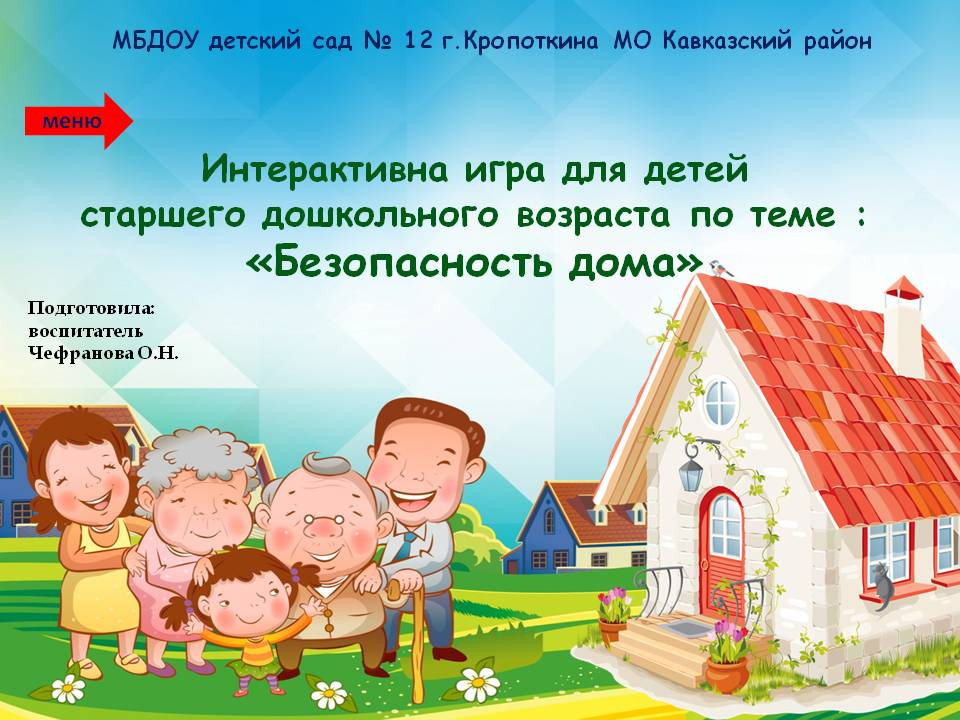 МБДОУ детский сад № 12 г.Кропоткина МО Кавказский район
меню
Интерактивна игра для детей
старшего дошкольного возраста по теме :
«Безопасность дома»
Подготовила:
воспитатель
Чефранова О.Н.